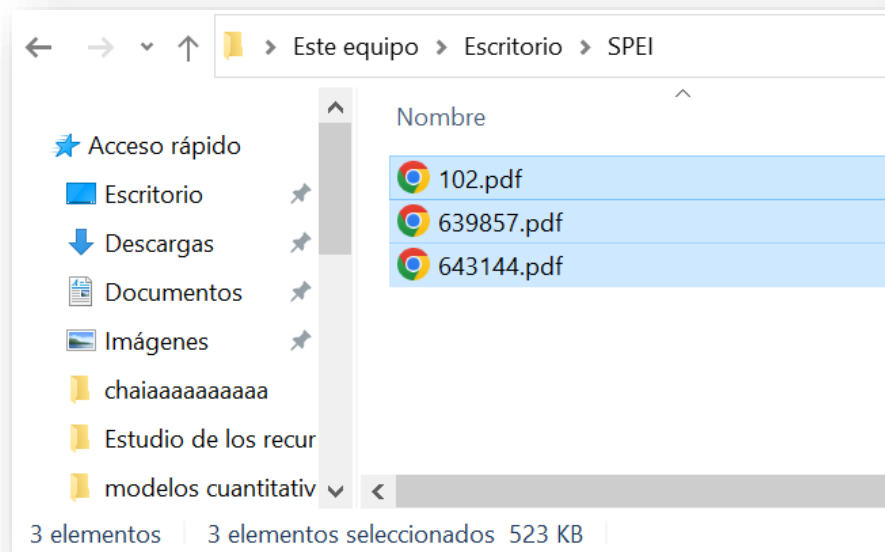 Este equipo > Escritorio > SPEI
Nombre
Acceso rápido
Escritorio
Descargas
Documentos
Imágenes
chaiaaaaaaaaaa
Estudio de los recur
modelos cuantitativ
102.pdf
639857.pdf
643144.pdf
3 elementos
3 elementos seleccionados 523 KB